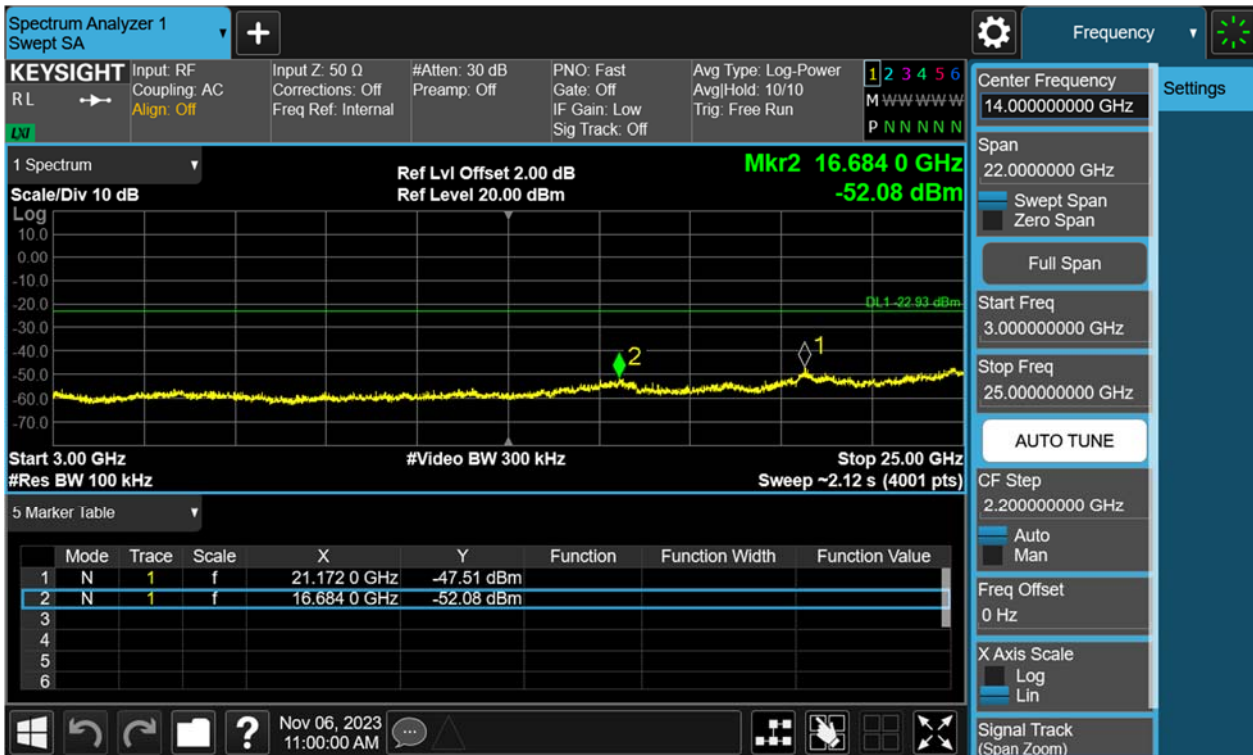 Spectrum Analyzer 1
Swept SA
+
Frequency
KEYSIGHT
RL
LXI
Input: RF
Coupling: AC
Align: Off
Input Z: 50 Ω
Corrections: Off
Freq Ref: Internal
#Atten: 30 dB
Preamp: Off
PNO: Fast
Gate: Off
IF Gain: Low
Sig Track: Off
Avg Type: Log-Power
Avg|Hold: 10/10
Trig: Free Run
1 2 3 4 5 6
M W W W W W
P N N N N N
1 Spectrum
Scale/Div 10 dB
Ref Lvl Offset 2.00 dB
Ref Level 20.00 dBm
Mkr2 16.684 0 GHz
-52.08 dBm
Log
10.0
0.00
-10.0
-20.0
-30.0
-40.0
-50.0
-60.0
-70.0
DL1 -22.93 dBm
2
1
Start 3.00 GHz
#Video BW 300 kHz
Stop 25.00 GHz
#Res BW 100 kHz
Sweep ~2.12 s (4001 pts)
5 Marker Table
Mode Trace Scale X Y Function Function Width Function Value
1 N 1 f 21.172 0 GHz -47.51 dBm
2 N 1 f 16.684 0 GHz -52.08 dBm
3
4
5
6
?
Nov 06, 2023
11:00:00 AM
Center Frequency
14.000000000 GHz
Settings
Span
22.0000000 GHz
Swept Span
Zero Span
Full Span
Start Freq
3.000000000 GHz
Stop Freq
25.000000000 GHz
AUTO TUNE
CF Step
2.200000000 GHz
Auto
Man
Freq Offset
0 Hz
X Axis Scale
Log
Lin
Signal Track
(Span Zoom)